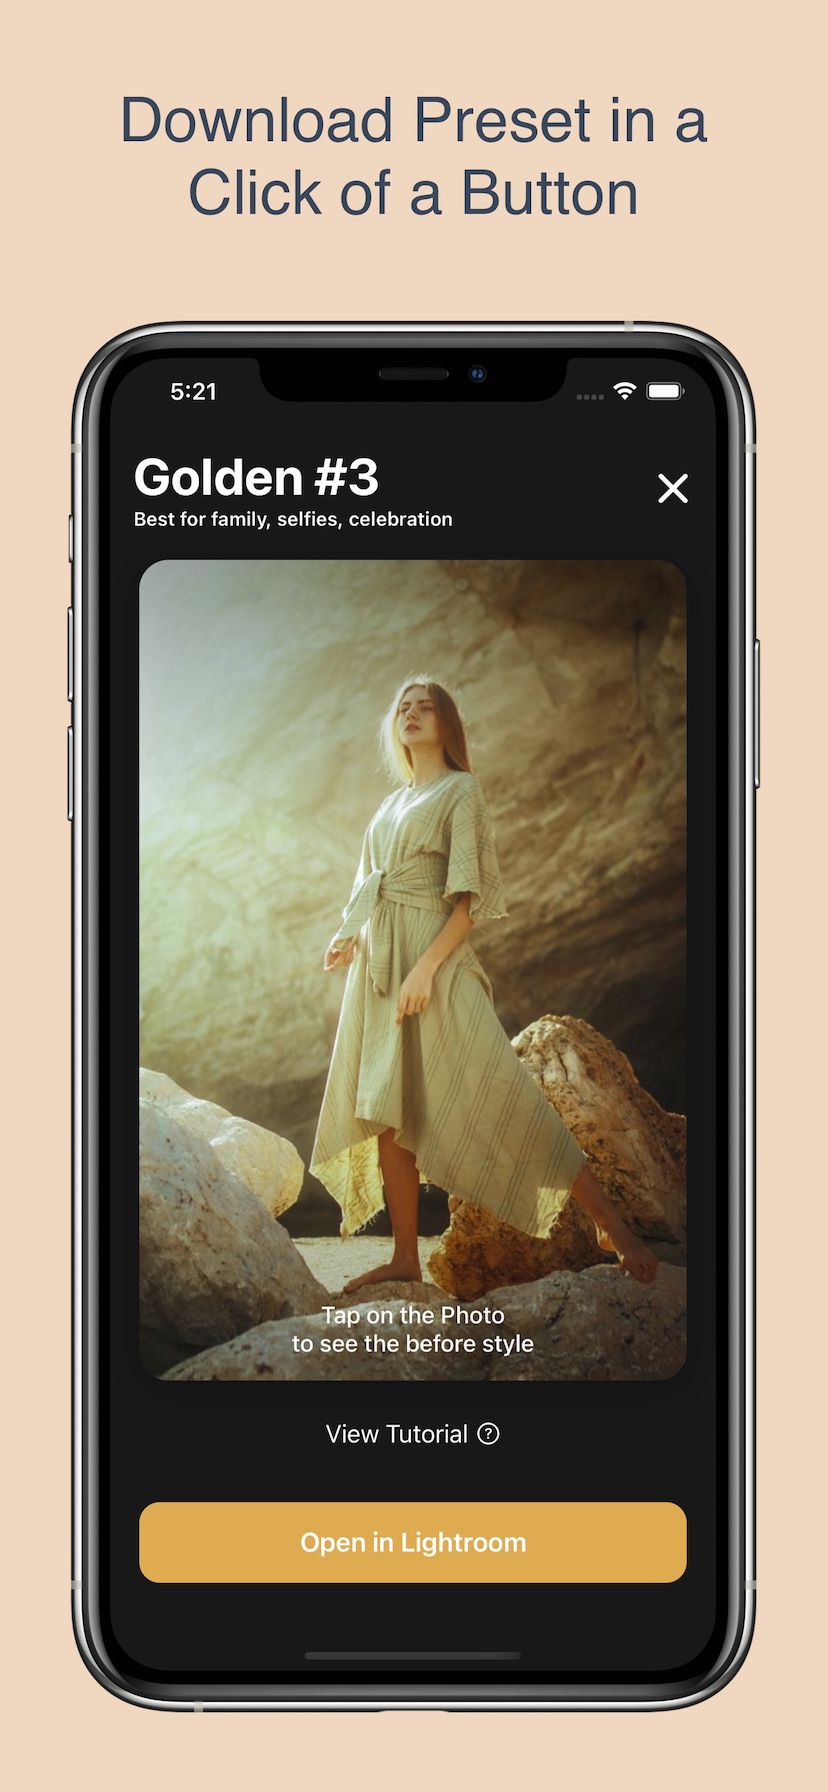 Download Preset in a
Click of a Button
5:21
Golden #3
Best for family, selfies, celebration
Tap on the Photo
to see the before style
View Tutorial ?
Open in Lightroom